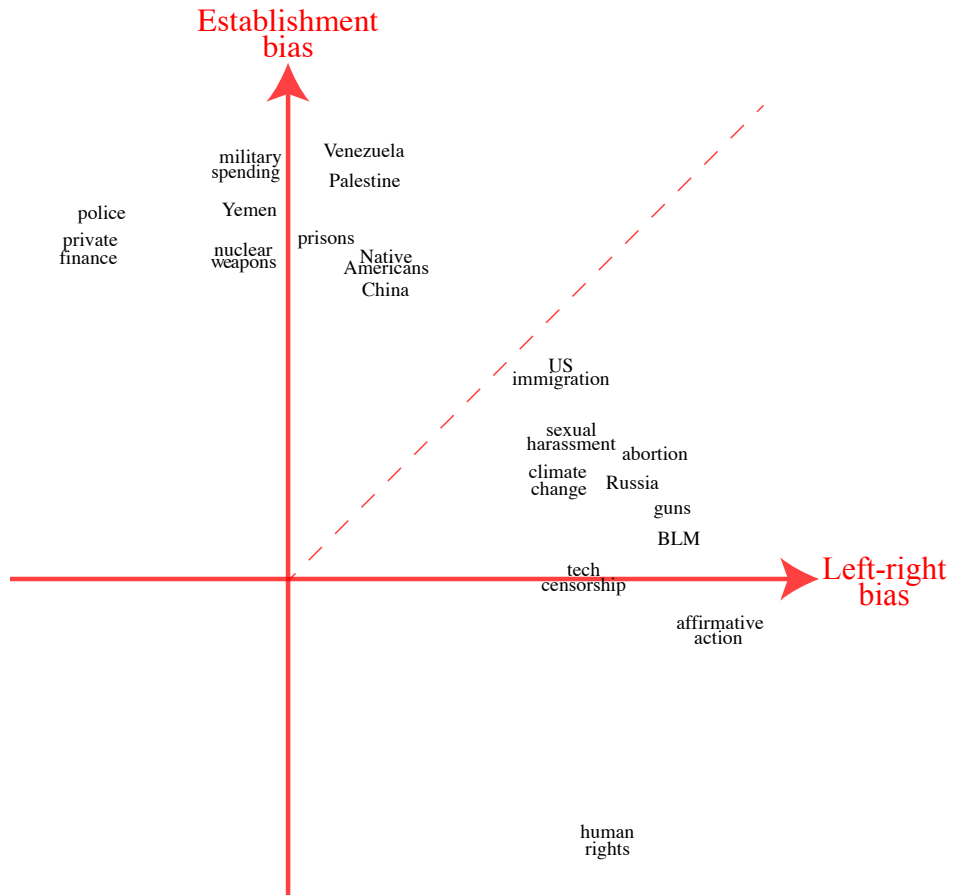 Establishment
bias
Venezuela
military
spending
Palestine
police
Yemen
private
finance
prisons
nuclear
weapons
Native
Americans
China
US
immigration
sexual
harassment
abortion
climate
change
Russia
guns
BLM
tech
censorship
Left-right
bias
affirmative
action
human
rights